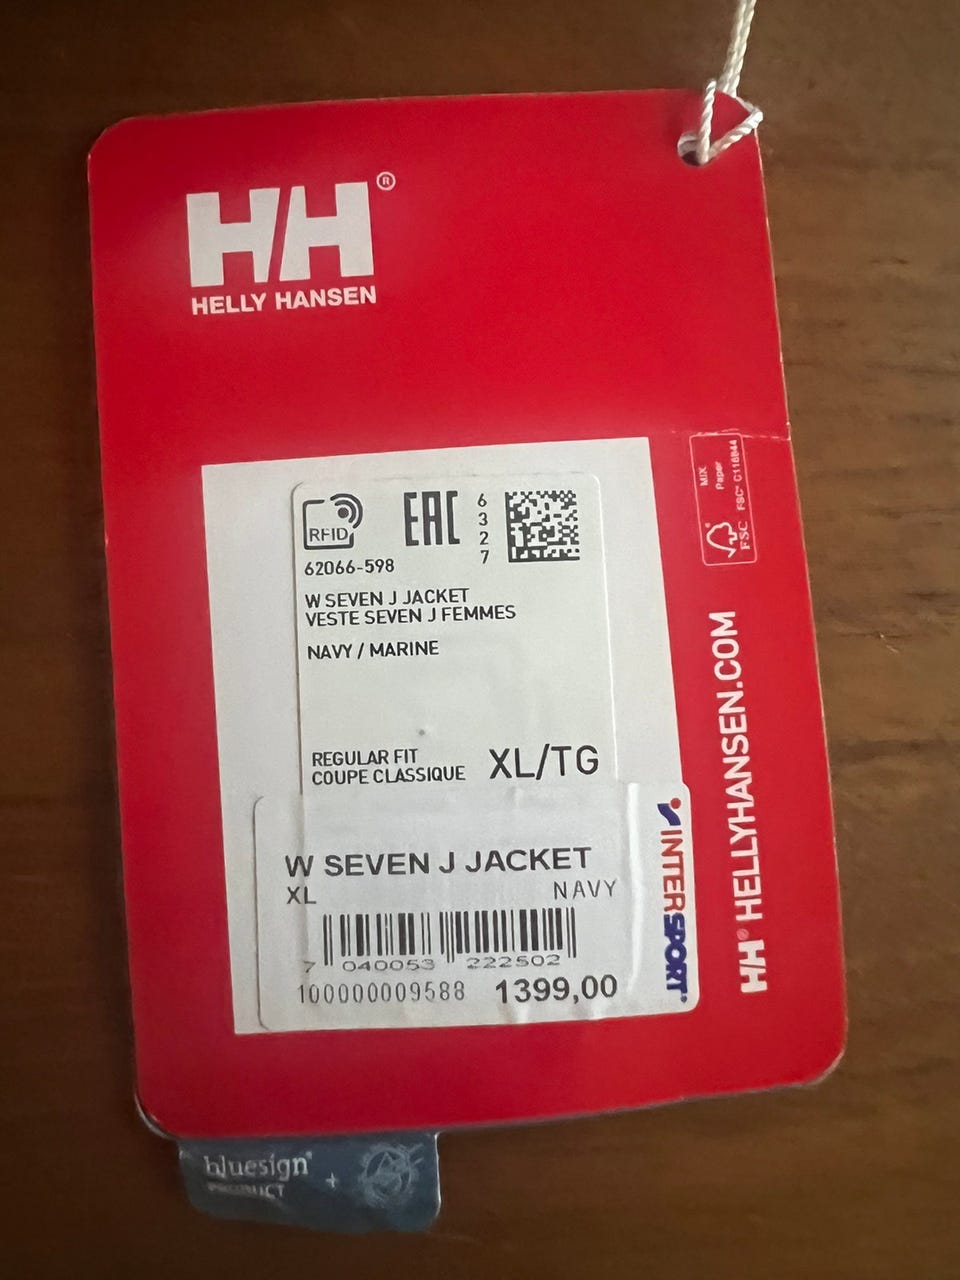 HH®
HELLY HANSEN
RFID
EAC
6
3
2
7
62066-598
W SEVEN J JACKET
VESTE SEVEN J FEMMES
NAVY / MARINE
REGULAR FIT
COUPE CLASSIQUE
XL/TG
W SEVEN J JACKET
XL
NAVY
7 040053 222502
100000009588
1399,00
INTERSPORT
MIX
Paper
FSC® C116844
FSC
HH® HELLYHANSEN.COM
bluesign®
PRODUCT
+